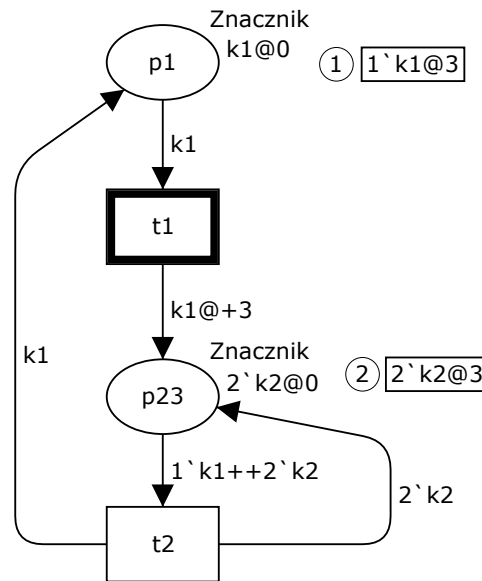 Znacznik
k1@0
p1
1
1`k1@3
k1
t1
k1@+3
k1
Znacznik
2`k2@0
p23
2
2`k2@3
1`k1++2`k2
2`k2
t2